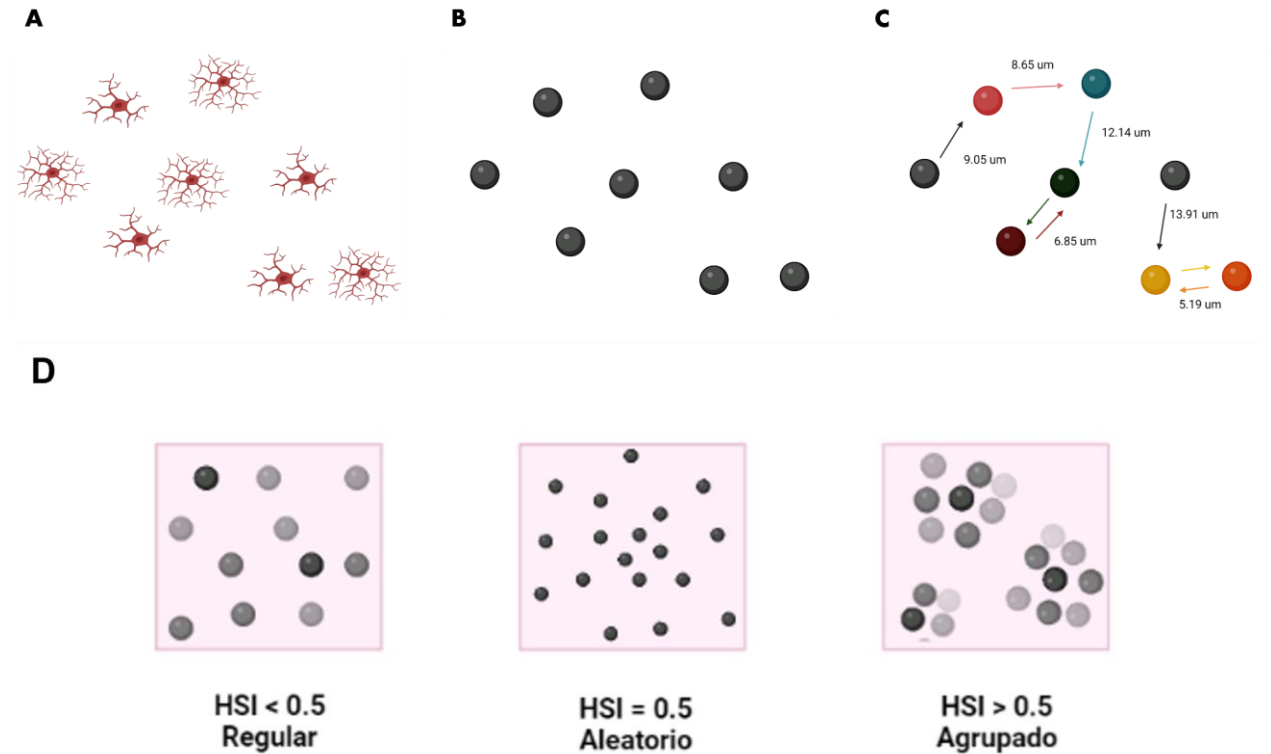 A
B
C
8.65 um
12.14 um
9.05 um
13.91 um
6.85 um
5.19 um
D
HSI < 0.5
Regular
HSI = 0.5
Aleatorio
HSI > 0.5
Agrupado